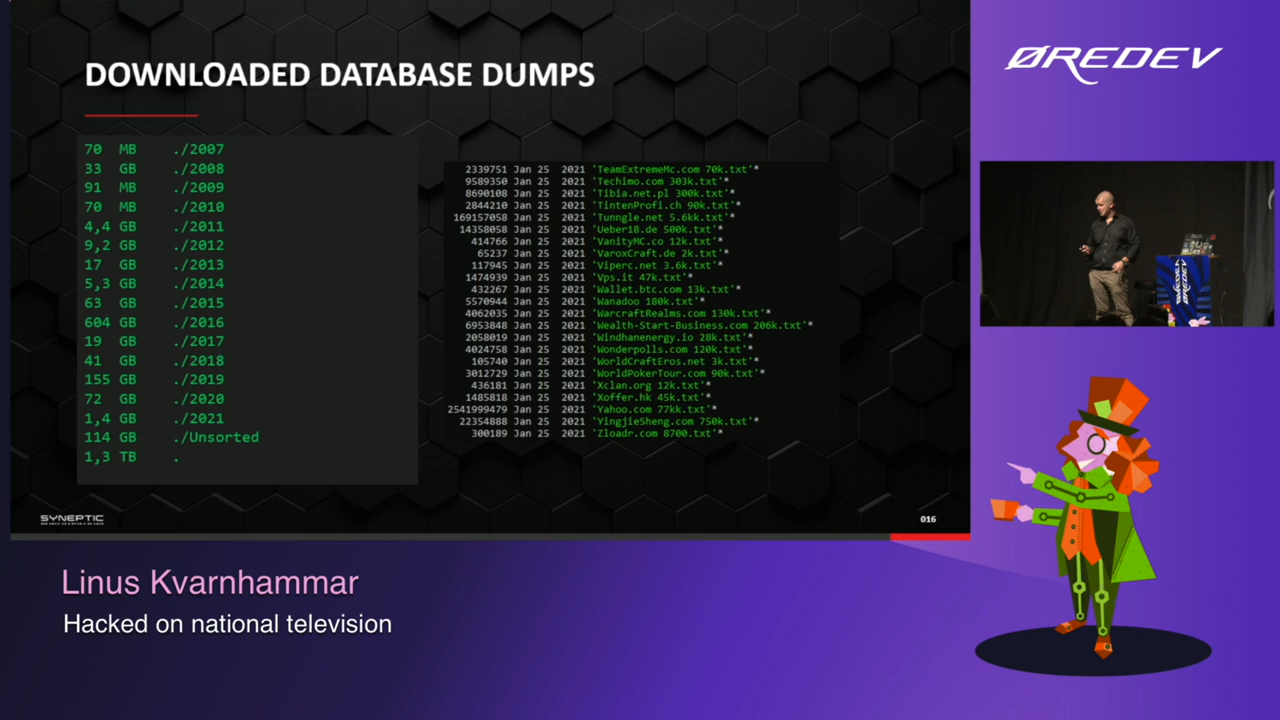 DOWNLOADED DATABASE DUMPS
70 MB ./2007
33 GB ./2008
91 MB ./2009
70 MB ./2010
4,4 GB ./2011
9,2 GB ./2012
17 GB ./2013
5,3 GB ./2014
63 GB ./2015
604 GB ./2016
19 GB ./2017
41 GB ./2018
155 GB ./2019
72 GB ./2020
1,4 GB ./2021
114 GB ./Unsorted
1,3 TB .
2339751 Jan 25 2021 'TeamExtremeMc.com 70k.txt'*
9589350 Jan 25 2021 'Techimo.com 303k.txt'*
8690108 Jan 25 2021 'Tibia.net.pl 300k.txt'*
2844210 Jan 25 2021 'TintenProfi.ch 90k.txt'*
169157058 Jan 25 2021 'Tunngle.net 5.6kk.txt'*
14358058 Jan 25 2021 'Ueber18.de 500k.txt'*
414766 Jan 25 2021 'VanityMC.co 12k.txt'*
65237 Jan 25 2021 'VaroxCraft.de 2k.txt'*
117945 Jan 25 2021 'Viperc.net 3.6k.txt'*
1474939 Jan 25 2021 'Vps.it 47k.txt'*
432267 Jan 25 2021 'Wallet.btc.com 13k.txt'*
5570944 Jan 25 2021 'Wanadoo 180k.txt'*
4062035 Jan 25 2021 'WarcraftRealms.com 130k.txt'*
6953848 Jan 25 2021 'Wealth-Start-Business.com 206k.txt'*
2058019 Jan 25 2021 'Windhanenergy.io 28k.txt'*
4024758 Jan 25 2021 'Wonderpolls.com 120k.txt'*
105740 Jan 25 2021 'WorldCraftEros.net 3k.txt'*
3012729 Jan 25 2021 'WorldPokerTour.com 90k.txt'*
436181 Jan 25 2021 'Xclan.org 12k.txt'*
1485818 Jan 25 2021 'Xoffer.hk 45k.txt'*
2541999479 Jan 25 2021 'Yahoo.com 77kk.txt'*
22354888 Jan 25 2021 'YingjieSheng.com 750k.txt'*
300189 Jan 25 2021 'Zloadr.com 8700.txt'*
SYNEPTIC
016
ØREDEV
ØREDEV
Linus Kvarnhammar
Hacked on national television